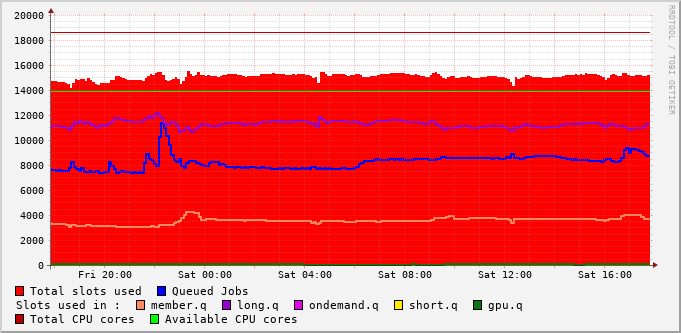 20000
18000
16000
14000
12000
10000
8000
6000
4000
2000
0
Fri 20:00 Sat 00:00 Sat 04:00 Sat 08:00 Sat 12:00 Sat 16:00
RRDTOOL / TOBI OETIKER
Total slots used Queued Jobs
Slots used in : member.q long.q ondemand.q short.q gpu.q
Total CPU cores Available CPU cores